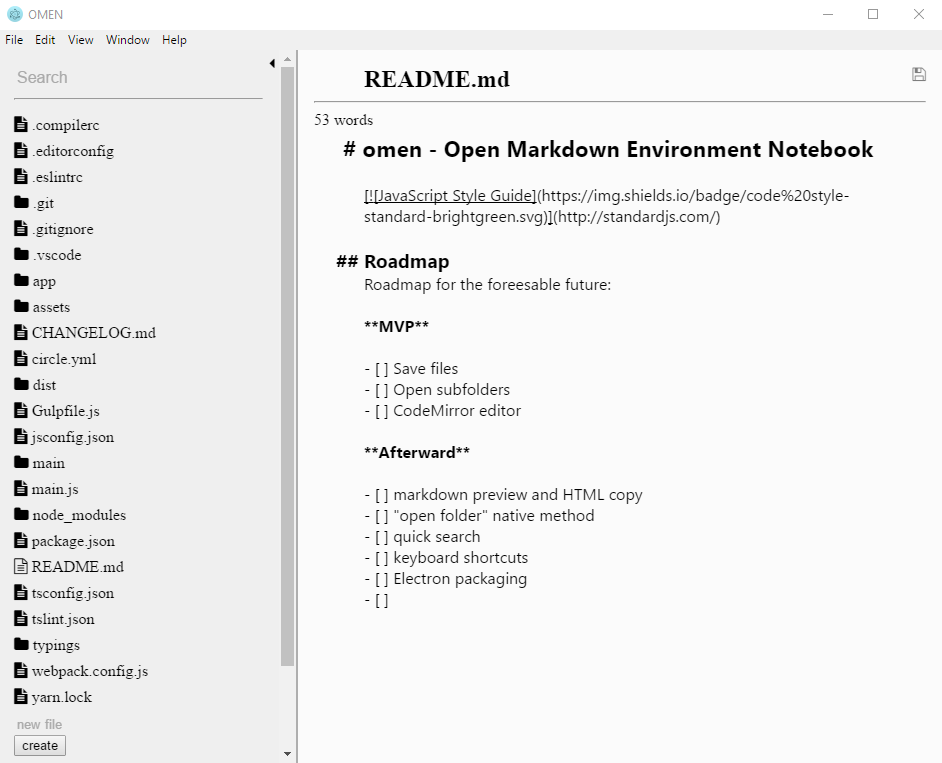 OMEN
File Edit View Window Help
Search
.compilerc
.editorconfig
.eslintrc
.git
.gitignore
.vscode
app
assets
CHANGELOG.md
circle.yml
dist
Gulpfile.js
jsconfig.json
main
main.js
node_modules
package.json
README.md
tsconfig.json
tslint.json
typings
webpack.config.js
yarn.lock
new file
create
README.md
53 words
# omen - Open Markdown Environment Notebook
[![JavaScript Style Guide](https://img.shields.io/badge/code%20style-
standard-brightgreen.svg)](http://standardjs.com/)
## Roadmap
Roadmap for the foreesable future:
**MVP**
- [ ] Save files
- [ ] Open subfolders
- [ ] CodeMirror editor
**Afterward**
- [ ] markdown preview and HTML copy
- [ ] "open folder" native method
- [ ] quick search
- [ ] keyboard shortcuts
- [ ] Electron packaging
- [ ]